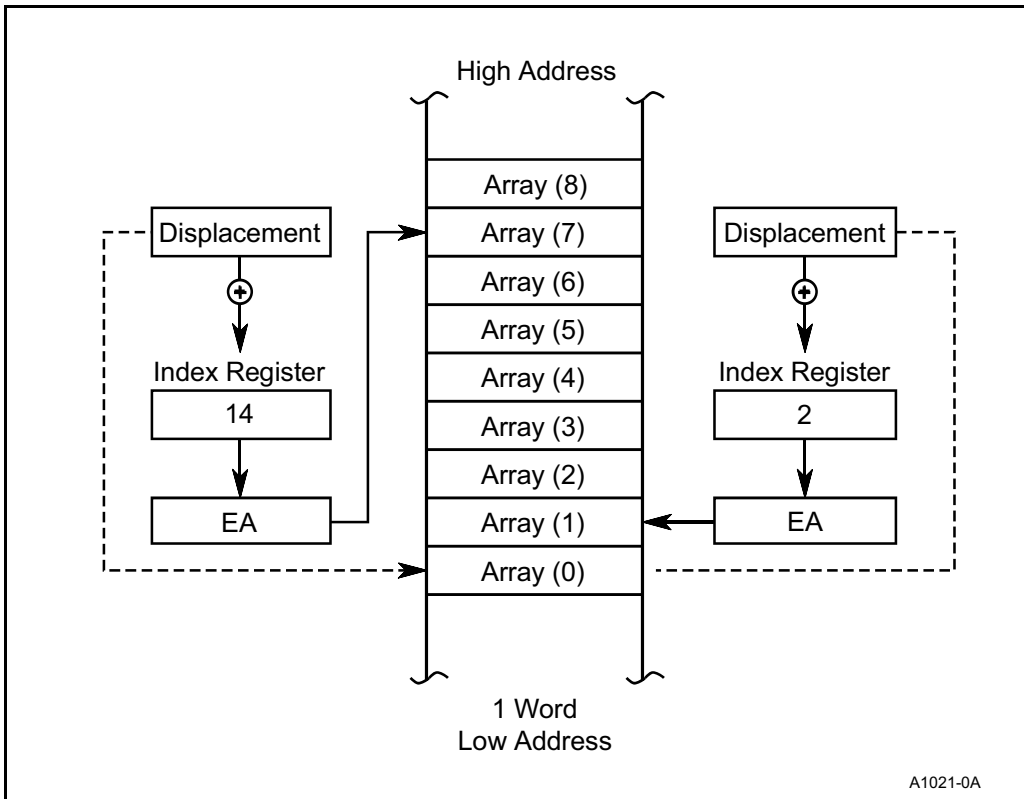 High Address
Array (8)
Displacement
Array (7)
Displacement
Array (6)
Array (5)
Index Register
Array (4)
Index Register
14
Array (3)
2
Array (2)
EA
Array (1)
EA
Array (0)
1 Word
Low Address
A1021-0A